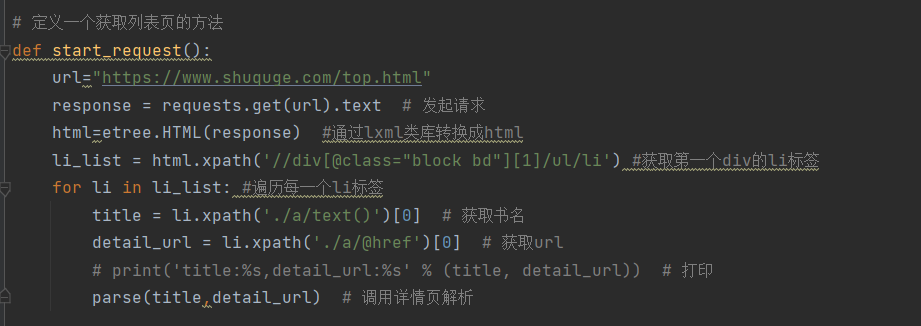 # 定义一个获取列表页的方法
def start_request():
    url="https://www.shuquge.com/top.html"
    response = requests.get(url).text  # 发起请求
    html=etree.HTML(response)  #通过lxml类库转换成html
    li_list = html.xpath('//div[@class="block bd"][1]/ul/li') #获取第一个div的li标签
    for li in li_list: #遍历每一个li标签
        title = li.xpath('./a/text()')[0]  # 获取书名
        detail_url = li.xpath('./a/@href')[0]  # 获取url
        # print('title:%s,detail_url:%s' % (title, detail_url))  # 打印
        parse(title,detail_url)  # 调用详情页解析